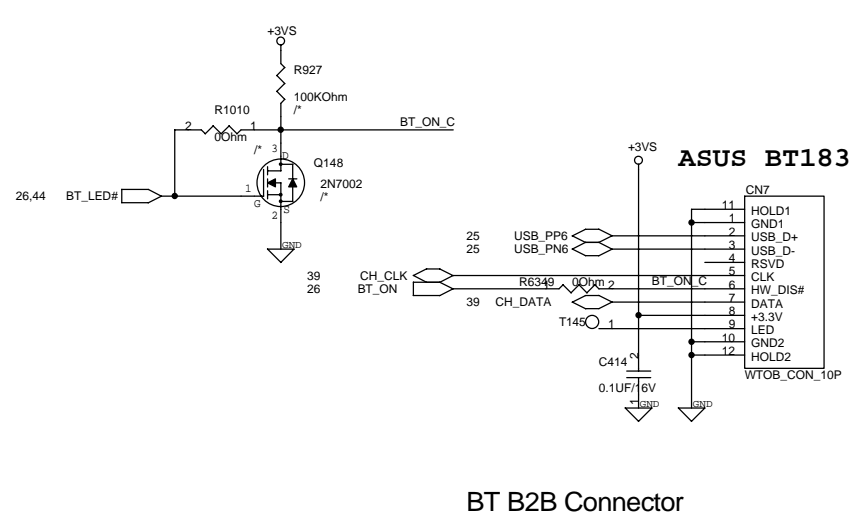 +3VS
R927
100KOhm
/*
R1010
2 1
0Ohm
BT_ON_C
/*
3
D
Q148
2N7002
/*
26,44 BT_LED#
1
G
S
2
GND
+3VS
ASUS BT183
CN7
11 HOLD1
1 GND1
25 USB_PP6 2 USB_D+
25 USB_PN6 3 USB_D-
4 RSVD
39 CH_CLK 5 CLK
26 BT_ON R6349 1 0Ohm 2 BT_ON_C 6 HW_DIS#
39 CH_DATA 7 DATA
8 +3.3V
T145 1 9 LED
10 GND2
12 HOLD2
WTOB_CON_10P
C414 2
0.1UF/16V
1 GND
GND
BT B2B Connector